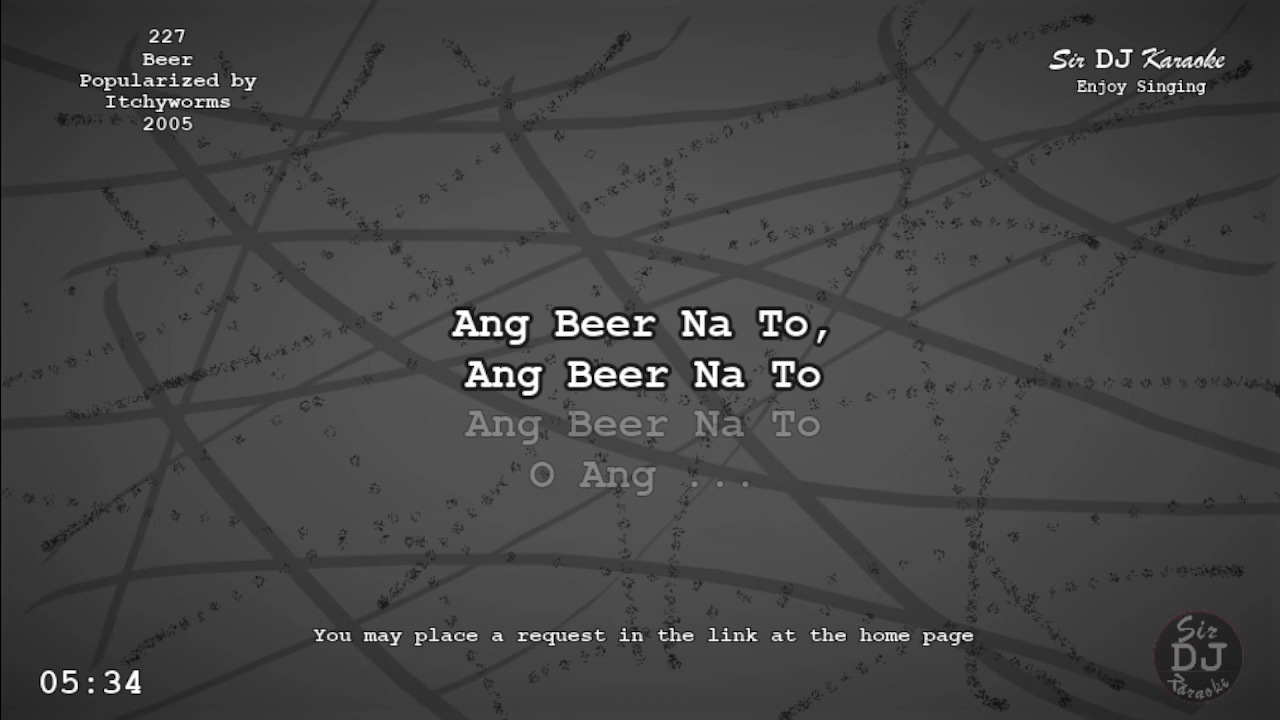 227
Beer
Popularized by
Itchyworms
2005
Sir DJ Karaoke
Enjoy Singing
Ang Beer Na To,
Ang Beer Na To
Ang Beer Na To
O Ang ...
You may place a request in the link at the home page
05:34
Sir
DJ
Karaoke